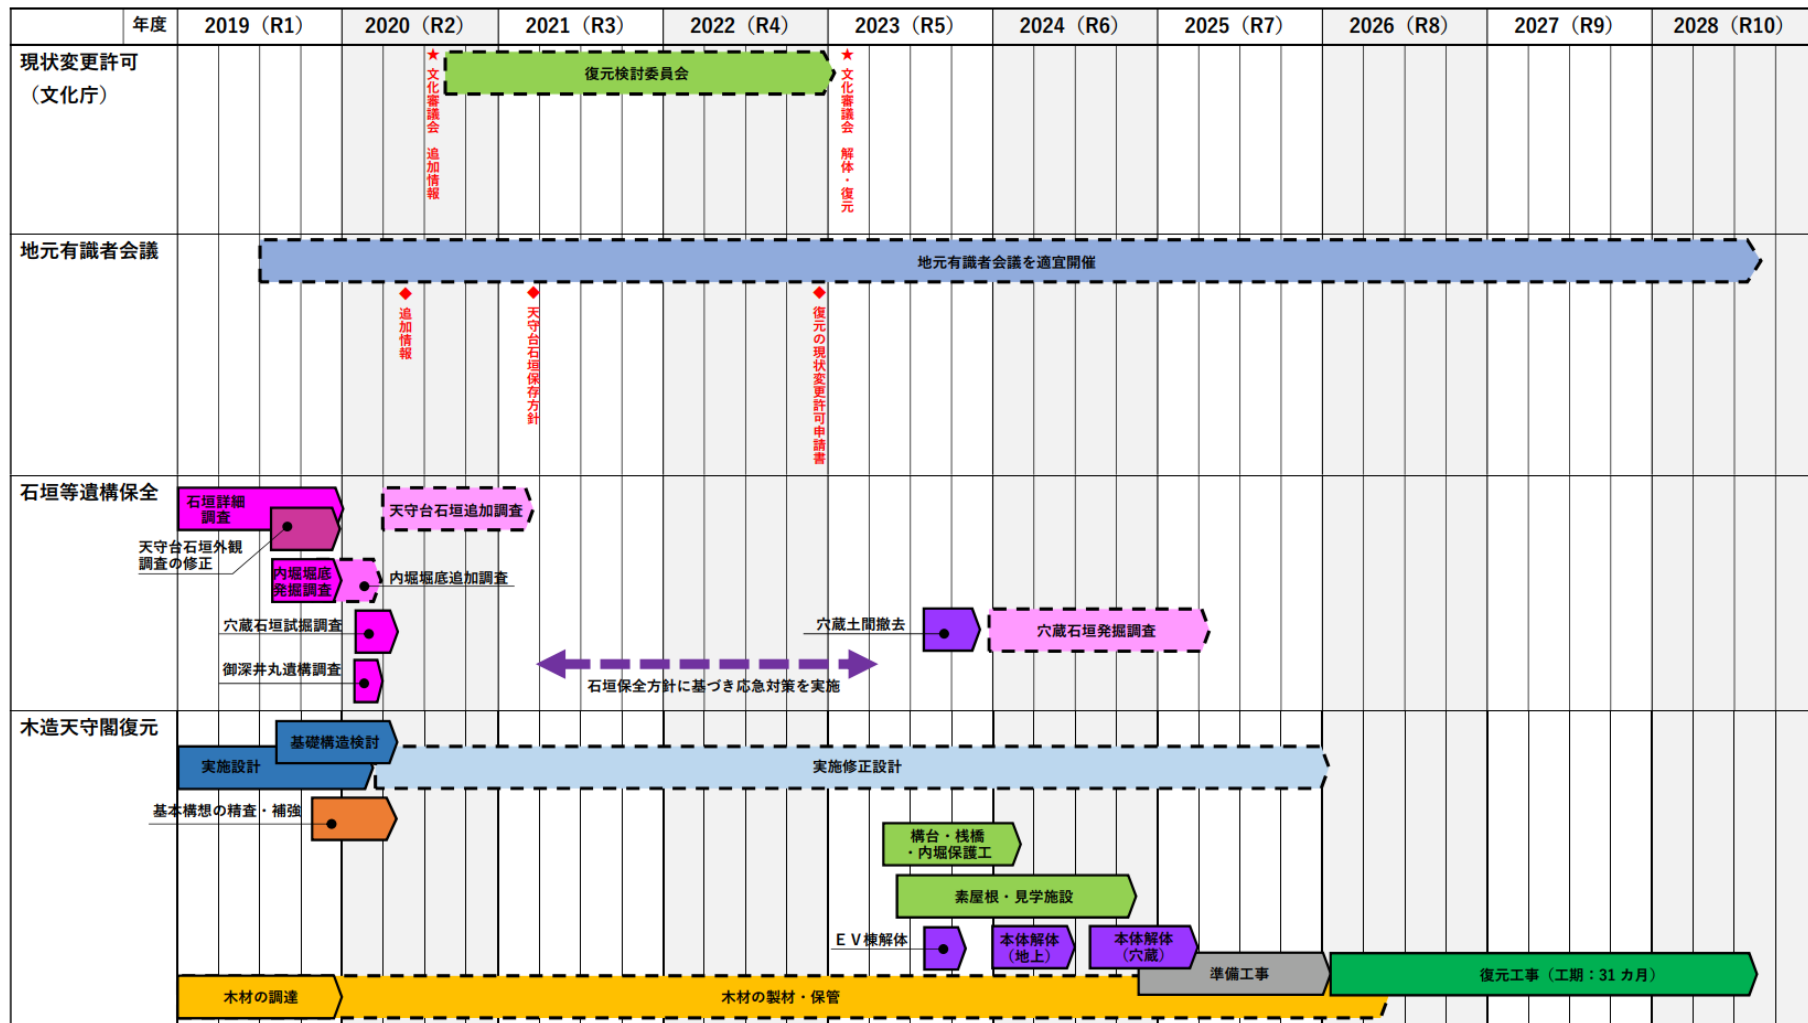 年度
2019（R1）
2020（R2）
2021（R3）
2022（R4）
2023（R5）
2024（R6）
2025（R7）
2026（R8）
2027（R9）
2028（R10）
現状変更許可
（文化庁）
★文化審議会 追加情報
復元検討委員会
★文化審議会 解体・復元
地元有識者会議
地元有識者会議を適宜開催
◆追加情報
◆天守台石垣保存方針
◆復元の現状変更許可申請書
石垣等遺構保全
石垣詳細
調査
天守台石垣外観
調査の修正
天守台石垣追加調査
内堀堀底
発掘調査
内堀堀底追加調査
穴蔵石垣試掘調査
御深井丸遺構調査
石垣保全方針に基づき応急対策を実施
穴蔵土間撤去
穴蔵石垣発掘調査
木造天守閣復元
基礎構造検討
実施設計
実施修正設計
基本構想の精査・補強
構台・桟橋
・内堀保護工
素屋根・見学施設
ＥＶ棟解体
本体解体
（地上）
本体解体
（穴蔵）
準備工事
復元工事（工期：31 カ月）
木材の調達
木材の製材・保管